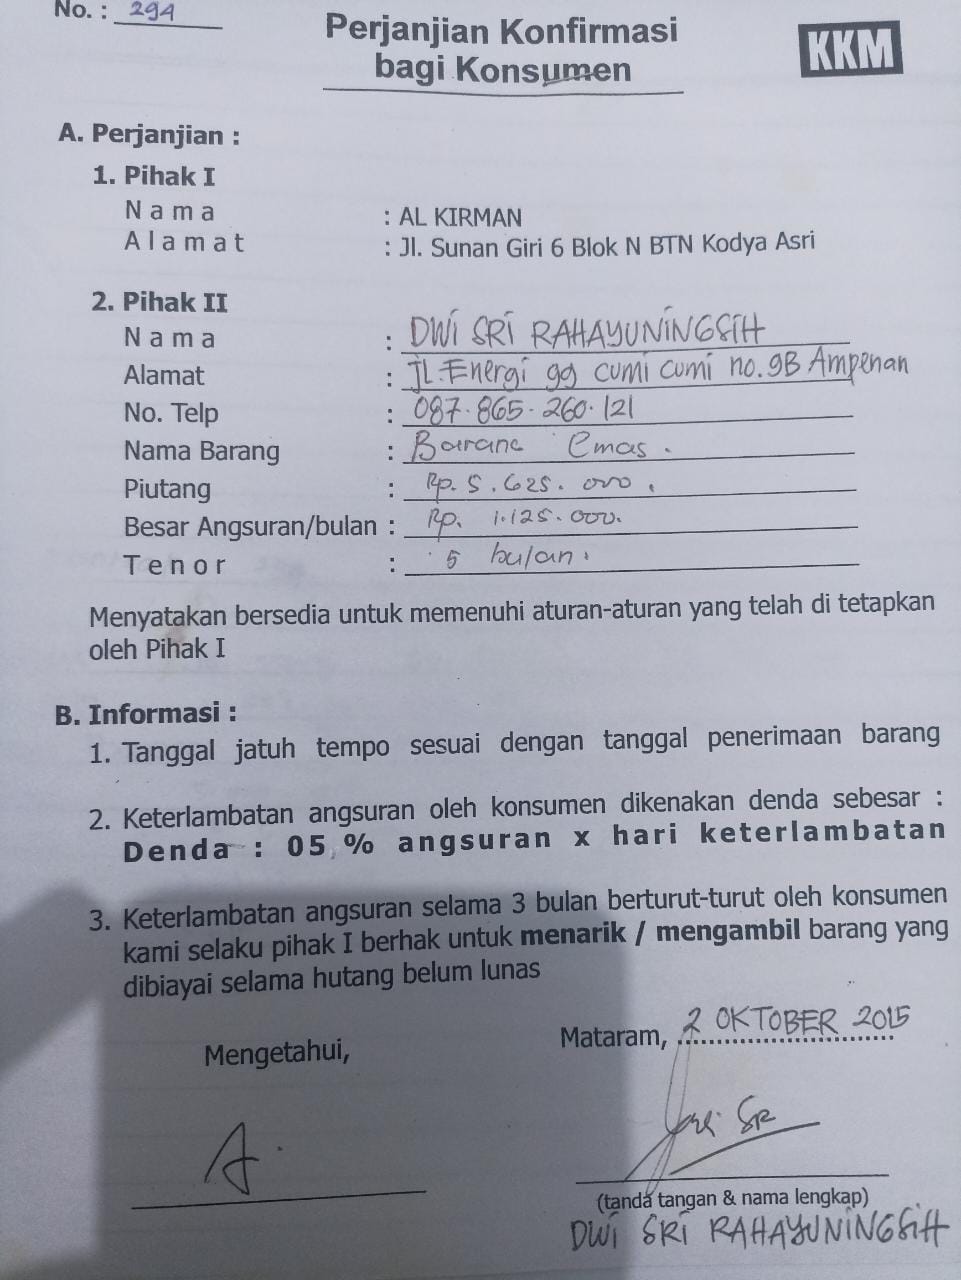 No. : 294
Perjanjian Konfirmasi
bagi Konsumen
KKM
A. Perjanjian :
1. Pihak I
N a m a : AL KIRMAN
A l a m a t : Jl. Sunan Giri 6 Blok N BTN Kodya Asri
2. Pihak II
N a m a : DWI SRI RAHAYUNINGSIH
Alamat : JL. Energi gg cumi cumi no. 9B Ampenan
No. Telp : 087.865.260.121
Nama Barang : Barang Emas.
Piutang : Rp. 5.625.000.
Besar Angsuran/bulan : Rp. 1.125.000.
T e n o r : 5 bulan.
Menyatakan bersedia untuk memenuhi aturan-aturan yang telah di tetapkan
oleh Pihak I
B. Informasi :
1. Tanggal jatuh tempo sesuai dengan tanggal penerimaan barang
2. Keterlambatan angsuran oleh konsumen dikenakan denda sebesar :
Denda : 05 % angsuran x hari keterlambatan
3. Keterlambatan angsuran selama 3 bulan berturut-turut oleh konsumen
kami selaku pihak I berhak untuk menarik / mengambil barang yang
dibiayai selama hutang belum lunas
Mataram, 2 OKTOBER 2015
Mengetahui,
(tanda tangan & nama lengkap)
DWI SRI RAHAYUNINGSIH